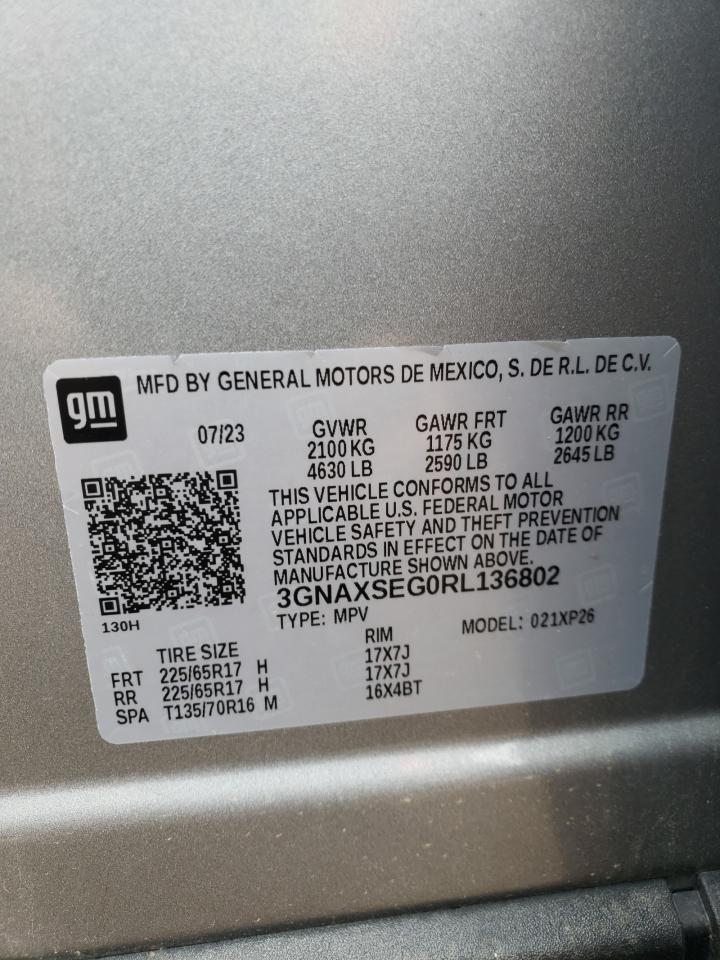 gm
MFD BY GENERAL MOTORS DE MEXICO, S. DE R.L. DE C.V.
07/23 GVWR GAWR FRT GAWR RR
2100 KG 1175 KG 1200 KG
4630 LB 2590 LB 2645 LB
THIS VEHICLE CONFORMS TO ALL
APPLICABLE U.S. FEDERAL MOTOR
VEHICLE SAFETY AND THEFT PREVENTION
STANDARDS IN EFFECT ON THE DATE OF
MANUFACTURE SHOWN ABOVE.
3GNAXSEG0RL136802
130H
TYPE: MPV MODEL: 021XP26
TIRE SIZE RIM
FRT 225/65R17 H 17X7J
RR 225/65R17 H 17X7J
SPA T135/70R16 M 16X4BT